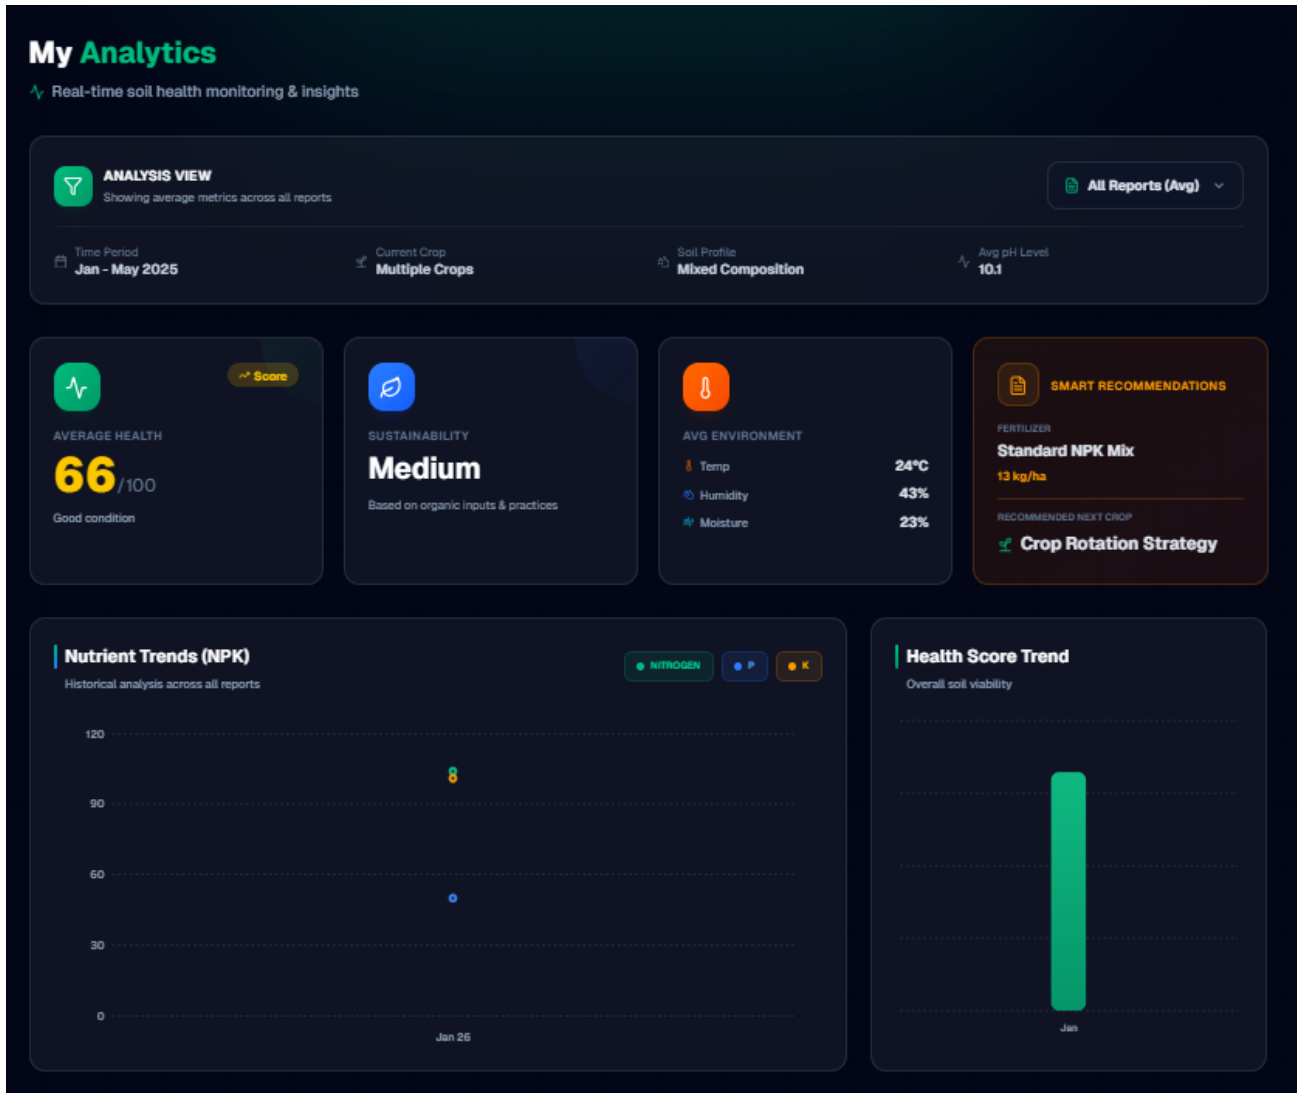 My Analytics
Real-time soil health monitoring & insights
ANALYSIS VIEW
Showing average metrics across all reports
All Reports (Avg)
Time Period
Jan - May 2025
Current Crop
Multiple Crops
Soil Profile
Mixed Composition
Avg pH Level
10.1
Score
AVERAGE HEALTH
66/100
Good condition
SUSTAINABILITY
Medium
Based on organic inputs & practices
AVG ENVIRONMENT
Temp 24°C
Humidity 43%
Moisture 23%
SMART RECOMMENDATIONS
FERTILIZER
Standard NPK Mix
13 kg/ha
RECOMMENDED NEXT CROP
Crop Rotation Strategy
Nutrient Trends (NPK)
Historical analysis across all reports
NITROGEN P K
120
90
60
30
0
Jan 26
Health Score Trend
Overall soil viability
Jan